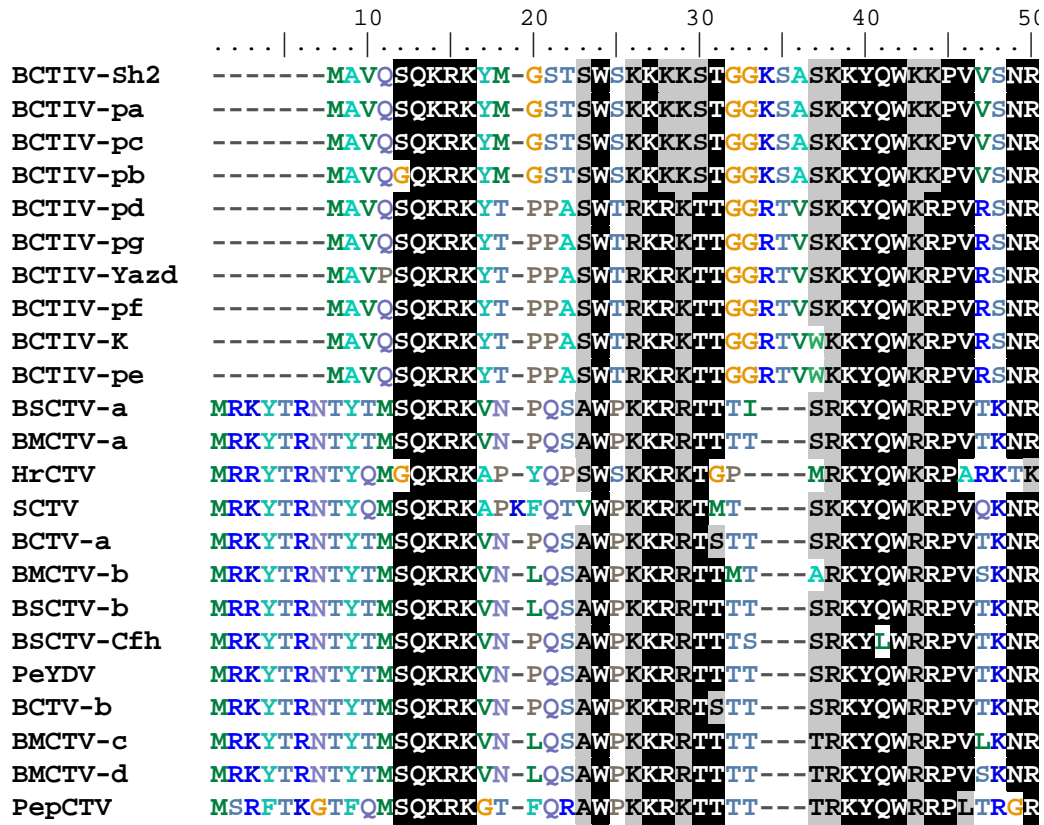 10 20 30 40 50
....|....|....|....|....|....|....|....|....|....|
BCTIV-Sh2 -------MAVQSQKRKYM-GSTSWSKKKKSTGGKSASKKYQWKKPVVSNR
BCTIV-pa -------MAVQSQKRKYM-GSTSWSKKKKSTGGKSASKKYQWKKPVVSNR
BCTIV-pc -------MAVQSQKRKYM-GSTSWSKKKKSTGGKSASKKYQWKKPVVSNR
BCTIV-pb -------MAVQGQKRKYM-GSTSWSKKKKSTGGKSASKKYQWKKPVVSNR
BCTIV-pd -------MAVQSQKRKYT-PPASWTRKRKTTGGRTVSKKYQWKRPVRSNR
BCTIV-pg -------MAVQSQKRKYT-PPASWTRKRKTTGGRTVSKKYQWKRPVRSNR
BCTIV-Yazd -------MAVPSQKRKYT-PPASWTRKRKTTGGRTVSKKYQWKRPVRSNR
BCTIV-pf -------MAVQSQKRKYT-PPASWTRKRKTTGGRTVSKKYQWKRPVRSNR
BCTIV-K -------MAVQSQKRKYT-PPASWTRKRKTTGGRTVWKKYQWKRPVRSNR
BCTIV-pe -------MAVQSQKRKYT-PPASWTRKRKTTGGRTVWKKYQWKRPVRSNR
BSCTV-a MRKYTRNTYTMSQKRKVN-PQSAWPKKRRTTTI---SRKYQWRRPVTKNR
BMCTV-a MRKYTRNTYTMSQKRKVN-PQSAWPKKRRTTTT---SRKYQWRRPVTKNR
HrCTV MRRYTRNTYQMGQKRKAP-YQPSWSKKRKTGP----MRKYQWKRPARKTK
SCTV MRKYTRNTYQMSQKRKAPKFQTVWPKKRKTMT----SRKYQWRRPVQKNR
BCTV-a MRKYTRNTYTMSQKRKVN-PQSAWPKKRRTSTT---SRKYQWRRPVTKNR
BMCTV-b MRKYTRNTYTMSQKRKVN-LQSAWPKKRRTTMT---ARKYQWRRPVSKNR
BSCTV-b MRRYTRNTYTMSQKRKVN-LQSAWPKKRRTTTT---SRKYQWRRPVTKNR
BSCTV-Cfh MRKYTRNTYTMSQKRKVN-PQSAWPKKRRTTTS---SRKYLWRRPVTKNR
PeYDV MRKYTRNTYTMSQKRKVN-PQSAWPKKRRTTTT---SRKYQWRRPVTKNR
BCTV-b MRKYTRNTYTMSQKRKVN-PQSAWPKKRRTSTT---SRKYQWRRPVTKNR
BMCTV-c MRKYTRNTYTMSQKRKVN-LQSAWPKKRRTTTT---TRKYQWRRPVLKNR
BMCTV-d MRKYTRNTYTMSQKRKVN-LQSAWPKKRRTTTT---TRKYQWRRPVSKNR
PepCTV MSRFTKGTFQMSQKRKGT-FQRAWPKKRKTTTT---TRKYQWRRPLTRGR